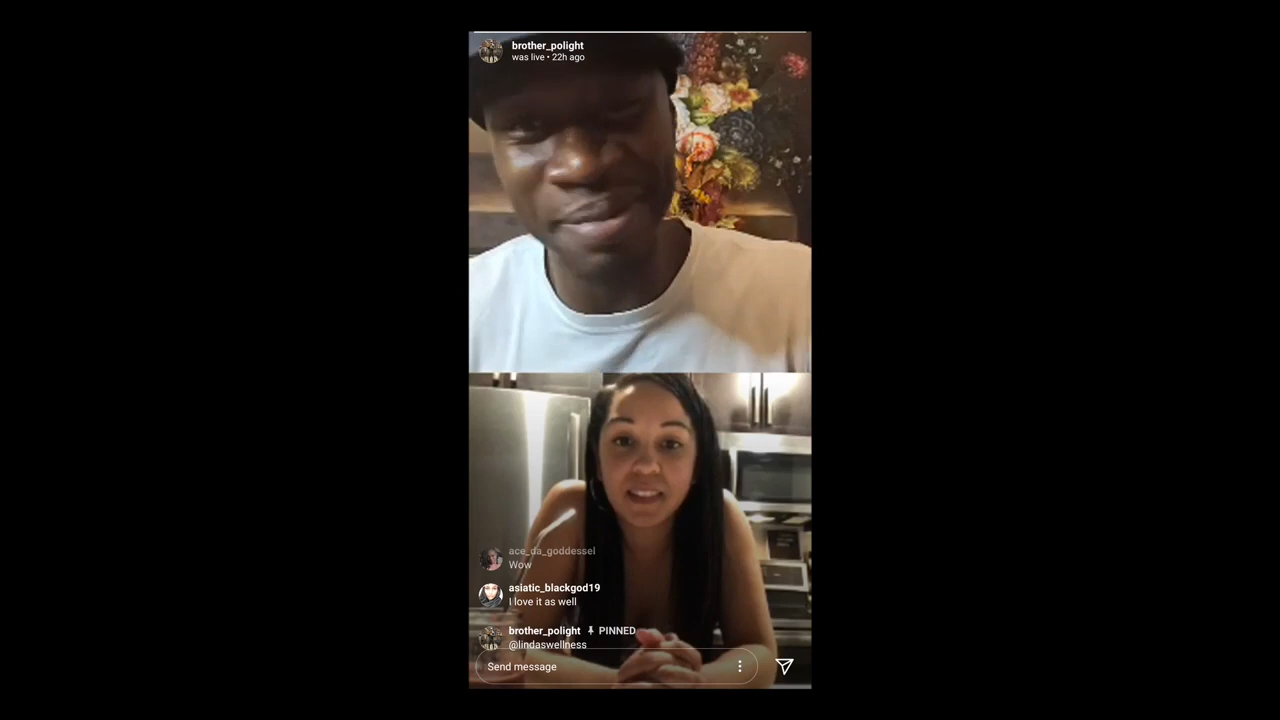 brother_polight
was live • 22h ago
ace_da_goddessel
Wow
asiatic_blackgod19
I love it as well
brother_polight PINNED
@lindaswellness
Send message